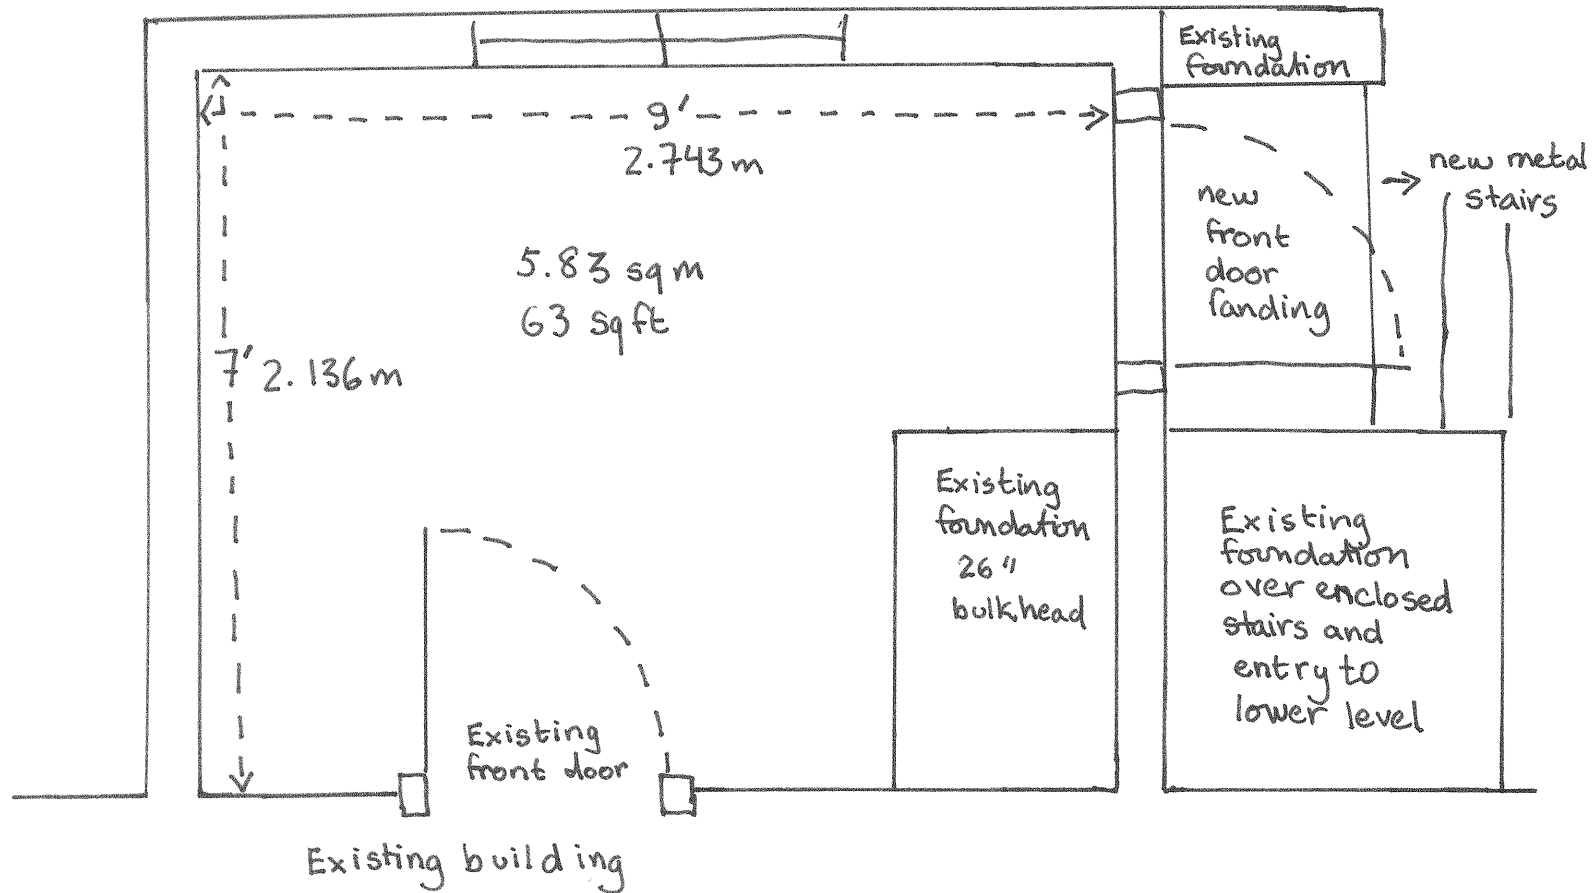 Existing
foundation
9'
2.743 m
new metal
stairs
new
front
door
landing
5.83 sq m
63 sq ft
7' 2.136 m
Existing
foundation
26"
bulkhead
Existing
foundation
over enclosed
stairs and
entry to
lower level
Existing
front door
Existing building